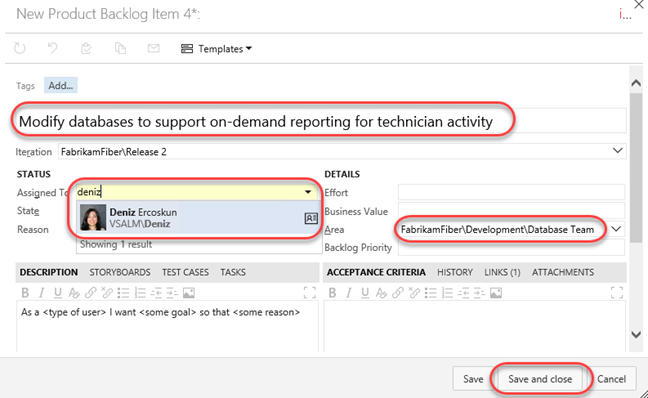 New Product Backlog Item 4*:
i...
Templates
Tags Add...
Modify databases to support on-demand reporting for technician activity
Iteration FabrikamFiber\Release 2
STATUS
Assigned To deniz
Deniz Ercoskun
VSALM\Deniz
Showing 1 result
State
Reason
DETAILS
Effort
Business Value
Area FabrikamFiber\Development\Database Team
Backlog Priority
DESCRIPTION STORYBOARDS TEST CASES TASKS
B I U A
As a <type of user> I want <some goal> so that <some reason>
ACCEPTANCE CRITERIA HISTORY LINKS (1) ATTACHMENTS
B I U A
Save Save and close Cancel